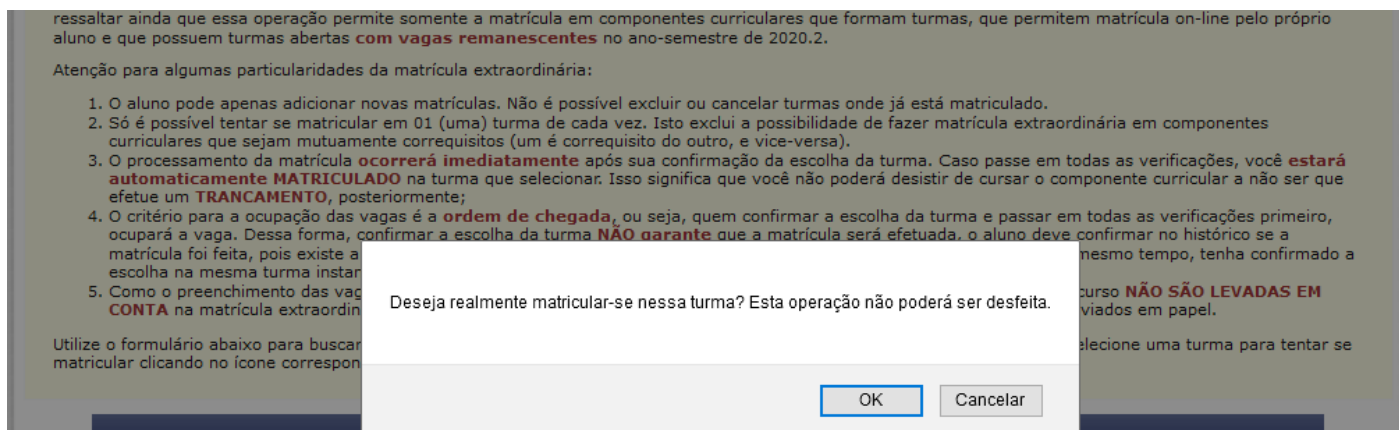 ressaltar ainda que essa operação permite somente a matrícula em componentes curriculares que formam turmas, que permitem matrícula on-line pelo próprio
aluno e que possuem turmas abertas com vagas remanescentes no ano-semestre de 2020.2.
Atenção para algumas particularidades da matrícula extraordinária:
1. O aluno pode apenas adicionar novas matrículas. Não é possível excluir ou cancelar turmas onde já está matriculado.
2. Só é possível tentar se matricular em 01 (uma) turma de cada vez. Isto exclui a possibilidade de fazer matrícula extraordinária em componentes
curriculares que sejam mutuamente correquisitos (um é correquisito do outro, e vice-versa).
3. O processamento da matrícula ocorrerá imediatamente após sua confirmação da escolha da turma. Caso passe em todas as verificações, você estará
automaticamente MATRICULADO na turma que selecionar. Isso significa que você não poderá desistir de cursar o componente curricular a não ser que
efetue um TRANCAMENTO, posteriormente;
4. O critério para a ocupação das vagas é a ordem de chegada, ou seja, quem confirmar a escolha da turma e passar em todas as verificações primeiro,
ocupará a vaga. Dessa forma, confirmar a escolha da turma NÃO garante que a matrícula será efetuada, o aluno deve confirmar no histórico se a
matrícula foi feita, pois existe a mesmo tempo, tenha confirmado a
escolha na mesma turma instan
5. Como o preenchimento das vag curso NÃO SÃO LEVADAS EM
CONTA na matrícula extraordin viados em papel.
Utilize o formulário abaixo para buscar elecione uma turma para tentar se
matricular clicando no ícone correspon
Deseja realmente matricular-se nessa turma? Esta operação não poderá ser desfeita.
OK Cancelar